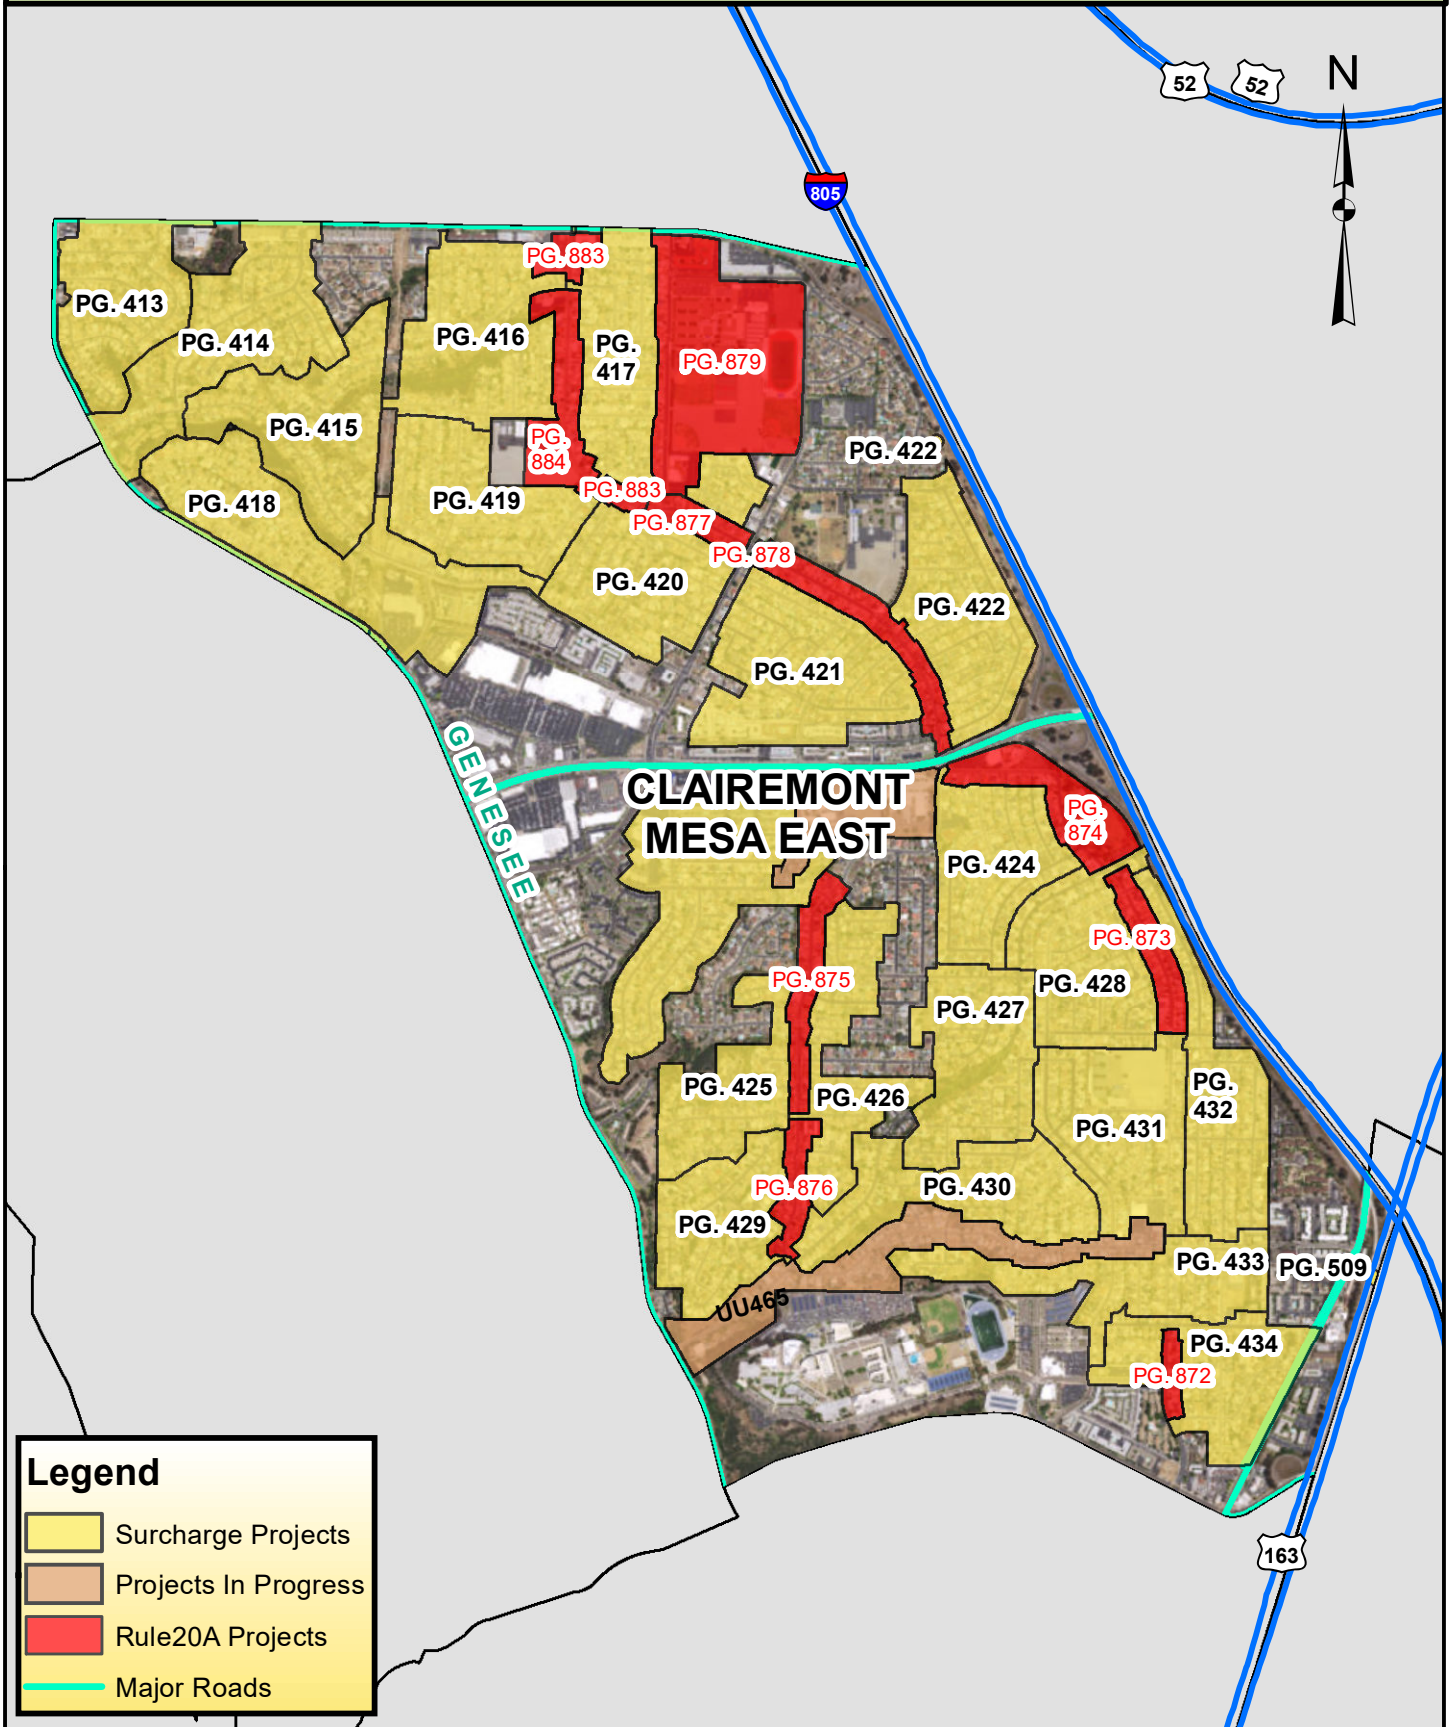 52
52
N
805
PG. 883
PG. 413
PG. 414
PG. 416
PG.
417
PG. 879
PG. 415
PG.
884
PG. 422
PG. 418
PG. 419
PG. 883
PG. 877
PG. 878
PG. 420
PG. 422
PG. 421
GENESEE
CLAIREMONT
MESA EAST
PG.
874
PG. 424
PG. 873
PG. 875
PG. 428
PG. 427
PG. 425
PG. 426
PG.
432
PG. 431
PG. 876
PG. 430
PG. 429
PG. 433
PG. 509
UU465
PG. 434
PG. 872
Legend
Surcharge Projects
Projects In Progress
Rule20A Projects
Major Roads
163